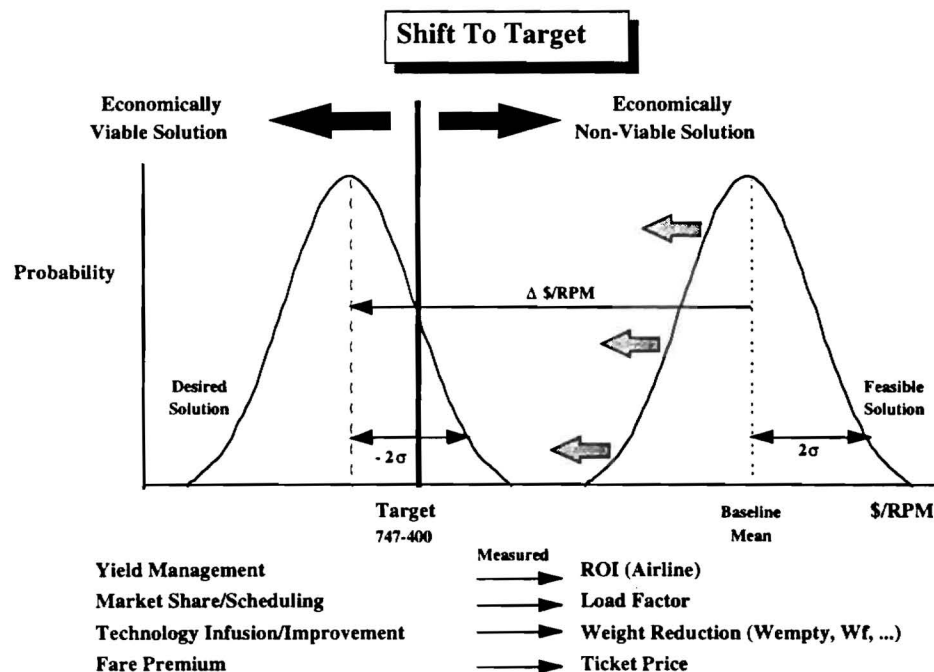 Shift To Target
Economically
Viable Solution
Economically
Non-Viable Solution
Probability
Δ $/RPM
Desired
Solution
Feasible
Solution
- 2σ
2σ
Target
747-400
Baseline
Mean
$/RPM
Measured
Yield Management
ROI (Airline)
Market Share/Scheduling
Load Factor
Technology Infusion/Improvement
Weight Reduction (Wempty, Wf, ...)
Fare Premium
Ticket Price